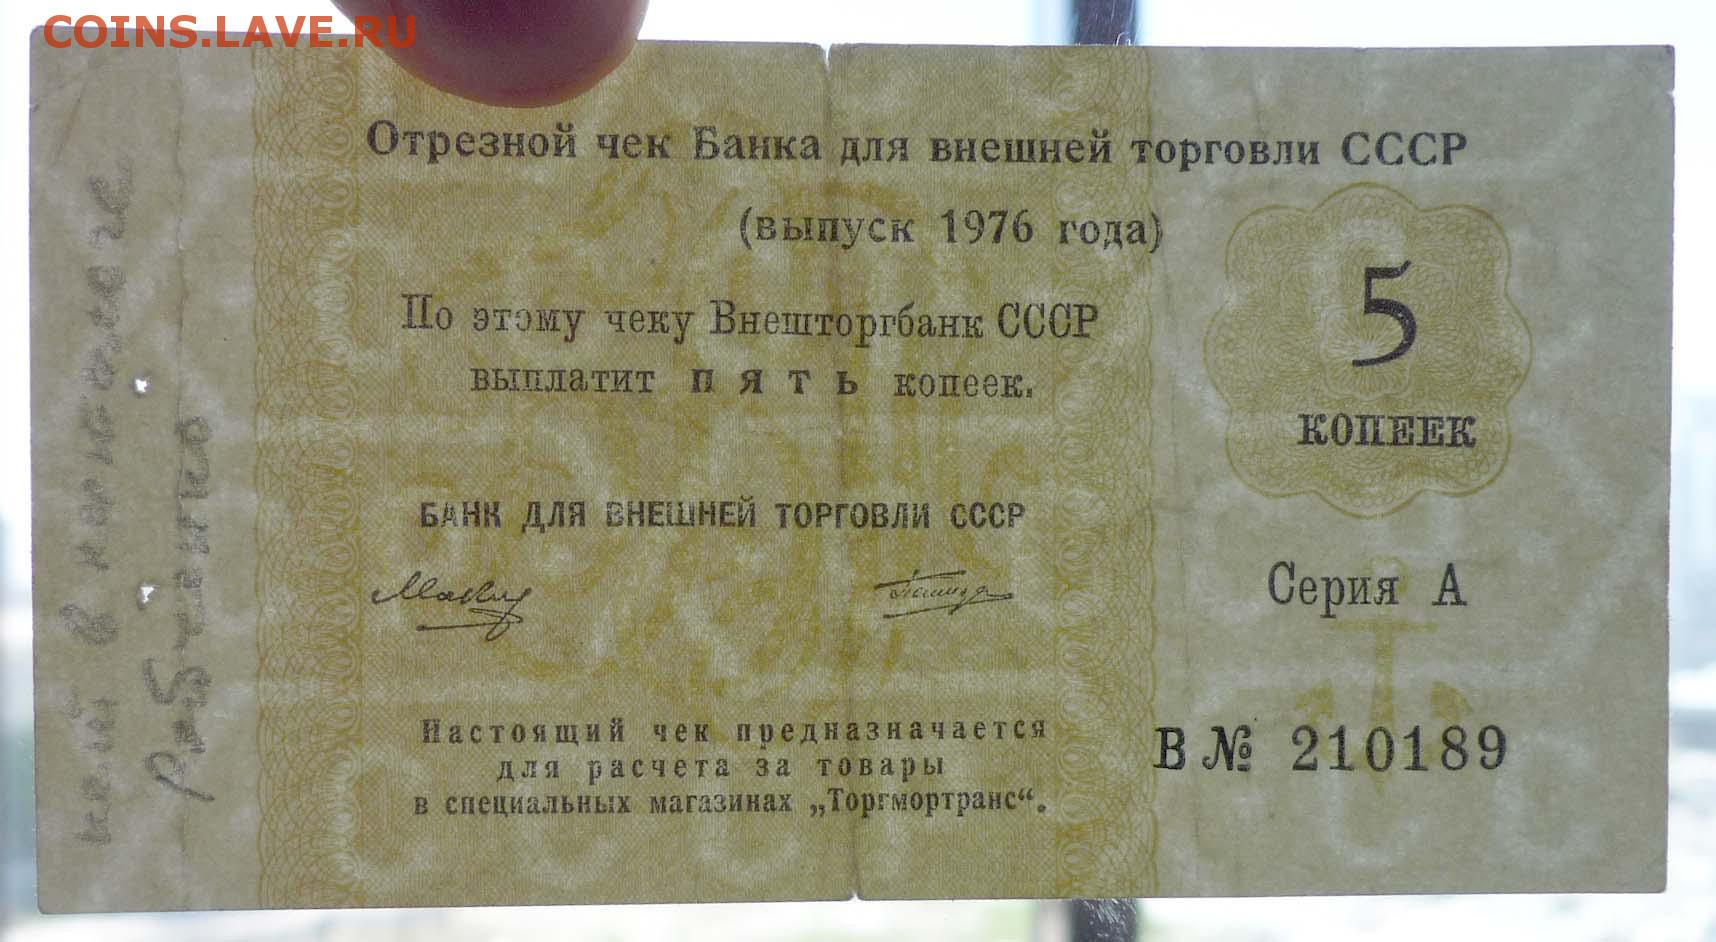 COINS.LAVE.RU
Отрезной чек Банка для внешней торговли СССР
(выпуск 1976 года)
По этому чеку Внешторгбанк СССР
выплатит пять копеек.
5
КОПЕЕК
БАНК ДЛЯ ВНЕШНЕЙ ТОРГОВЛИ СССР
Серия А
Настоящий чек предназначается
для расчета за товары
в специальных магазинах „Торгмортранс“.
В № 210189